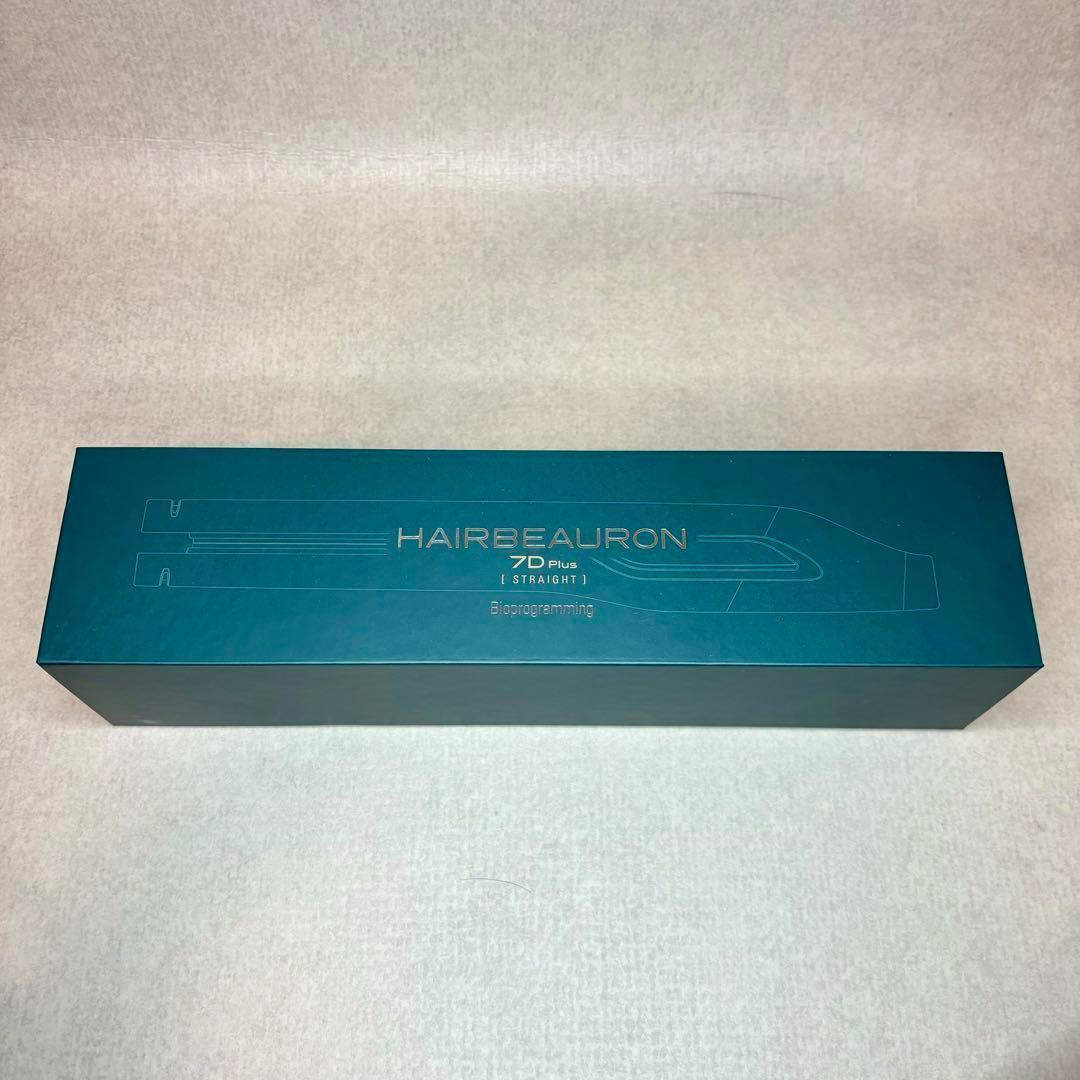 HAIRBEAURON
7D Plus
[ STRAIGHT ]
Bioprogramming